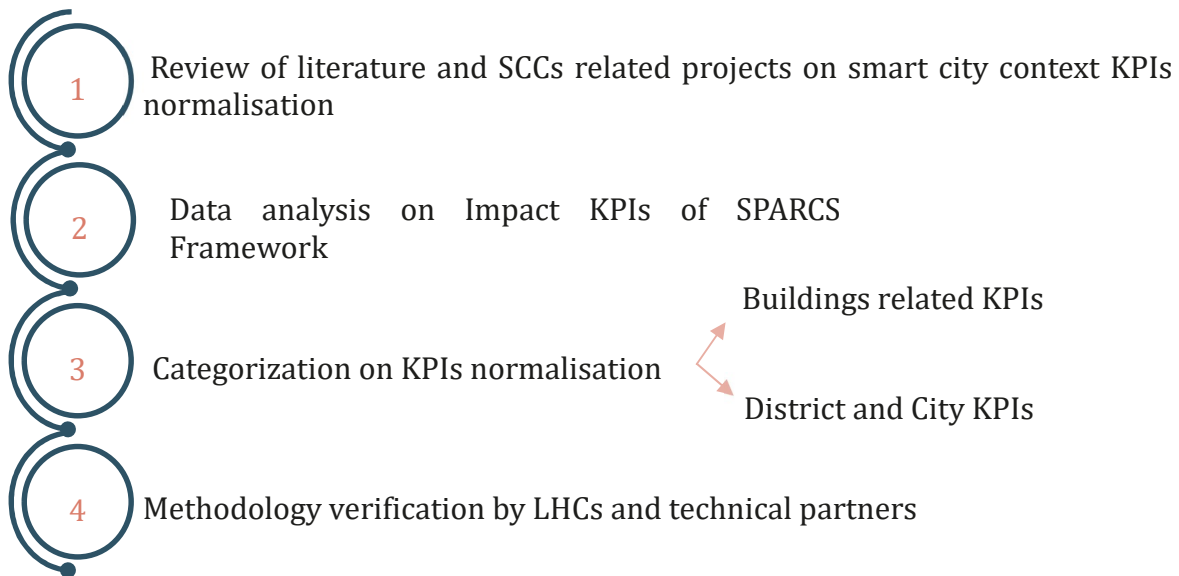 1
Review of literature and SCCs related projects on smart city context KPIs
normalisation
2
Data analysis on Impact KPIs of SPARCS
Framework
Buildings related KPIs
3
Categorization on KPIs normalisation
District and City KPIs
4
Methodology verification by LHCs and technical partners